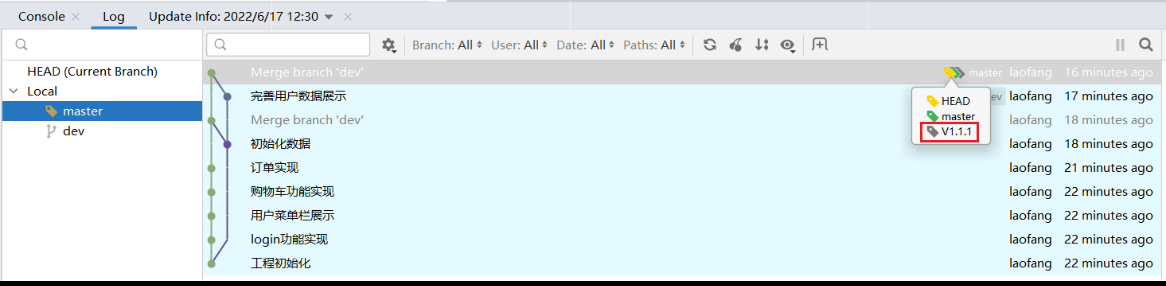 Console Log Update Info: 2022/6/17 12:30
Branch: All User: All Date: All Paths: All
HEAD (Current Branch)
Local
master
dev
Merge branch 'dev' master laofang 16 minutes ago
完善用户数据展示 ev laofang 17 minutes ago
Merge branch 'dev' laofang 18 minutes ago
初始化数据 laofang 18 minutes ago
订单实现 laofang 21 minutes ago
购物车功能实现 laofang 22 minutes ago
用户菜单栏展示 laofang 22 minutes ago
login功能实现 laofang 22 minutes ago
工程初始化 laofang 22 minutes ago
HEAD
master
V1.1.1